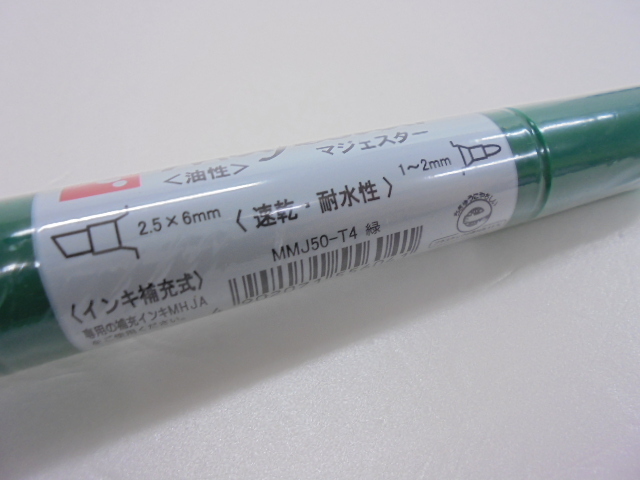 マジェスター
〈油性〉
1～2mm
2.5×6mm
〈速乾・耐水性〉
MMJ50-T4 緑
〈インキ補充式〉
専用の補充インキMHJA